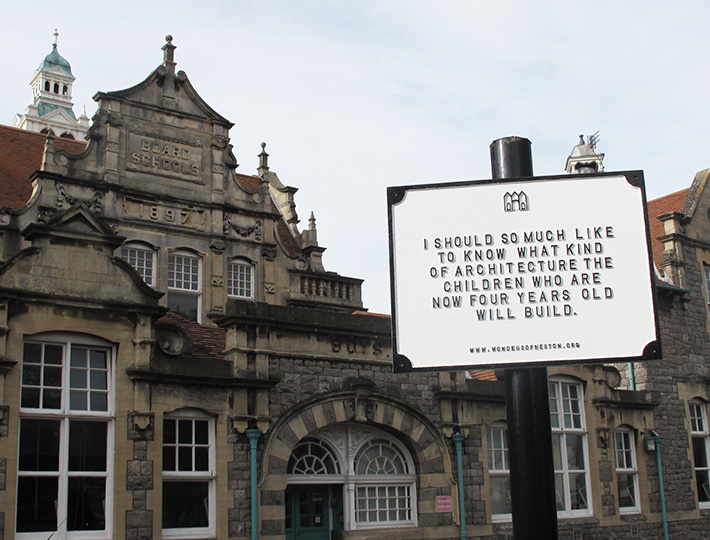 BOARD
SCHOOLS
1897
BOYS
I SHOULD SO MUCH LIKE
TO KNOW WHAT KIND
OF ARCHITECTURE THE
CHILDREN WHO ARE
NOW FOUR YEARS OLD
WILL BUILD.
WWW.WONDERSOFWESTON.ORG